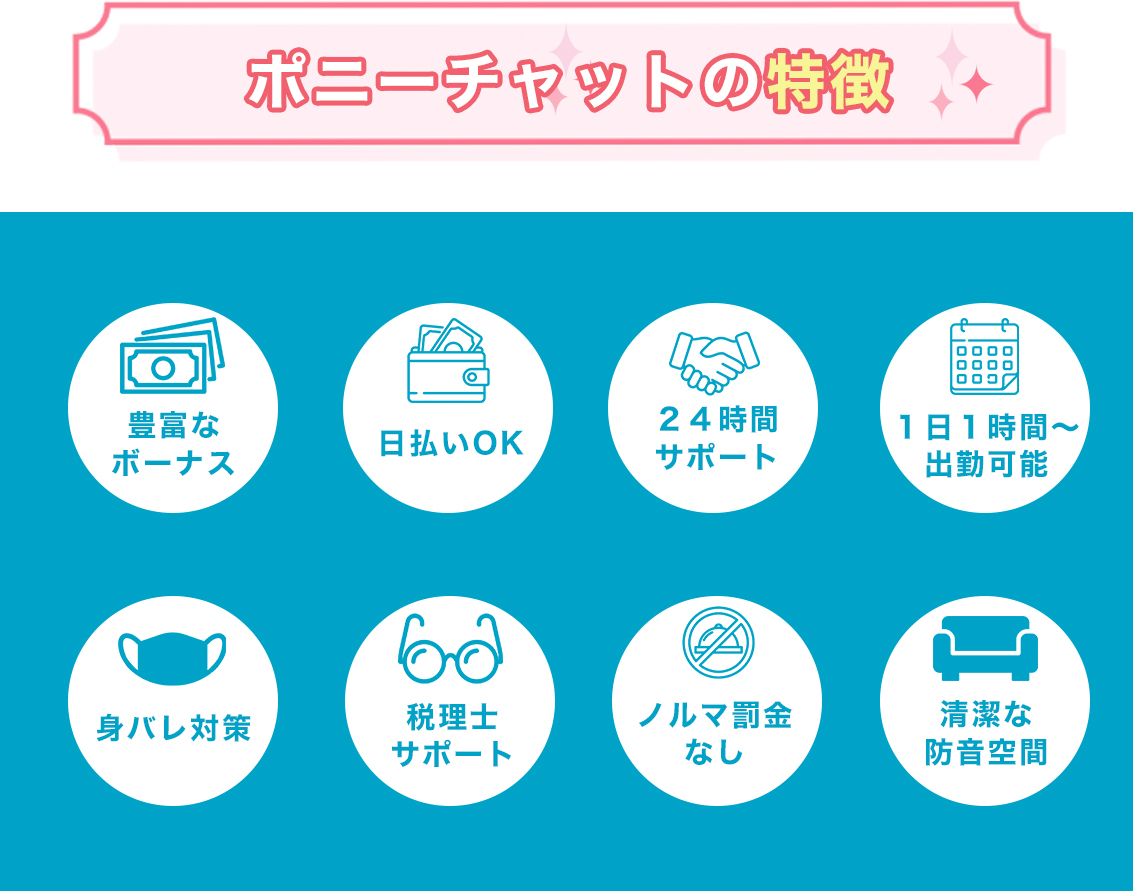 ポニーチャットの特徴
豊富な
ボーナス
日払いOK
２４時間
サポート
１日１時間〜
出勤可能
身バレ対策
税理士
サポート
ノルマ罰金
なし
清潔な
防音空間